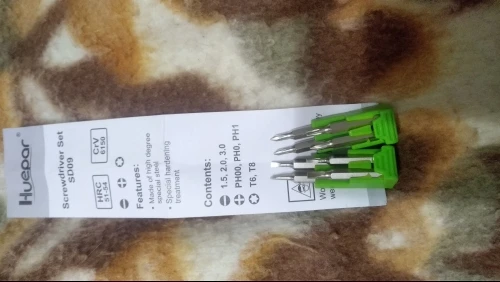 Huepar
Screwdriver Set
SD09
HRC
51-54
CrV
6150
Features:
• Made of high degree
special steel
• Special hardening
treatment
Contents:
1.5, 2.0, 3.0
PH00, PH0, PH1
T6, T8